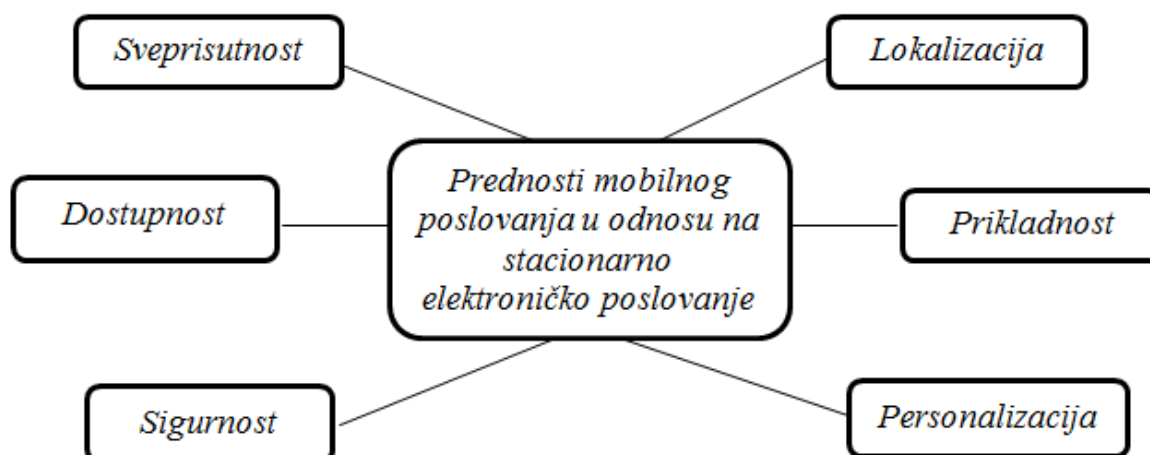 Sveprisutnost
Lokalizacija
Prednosti mobilnog
poslovanja u odnosu na
stacionarno
elektroničko poslovanje
Dostupnost
Prikladnost
Sigurnost
Personalizacija